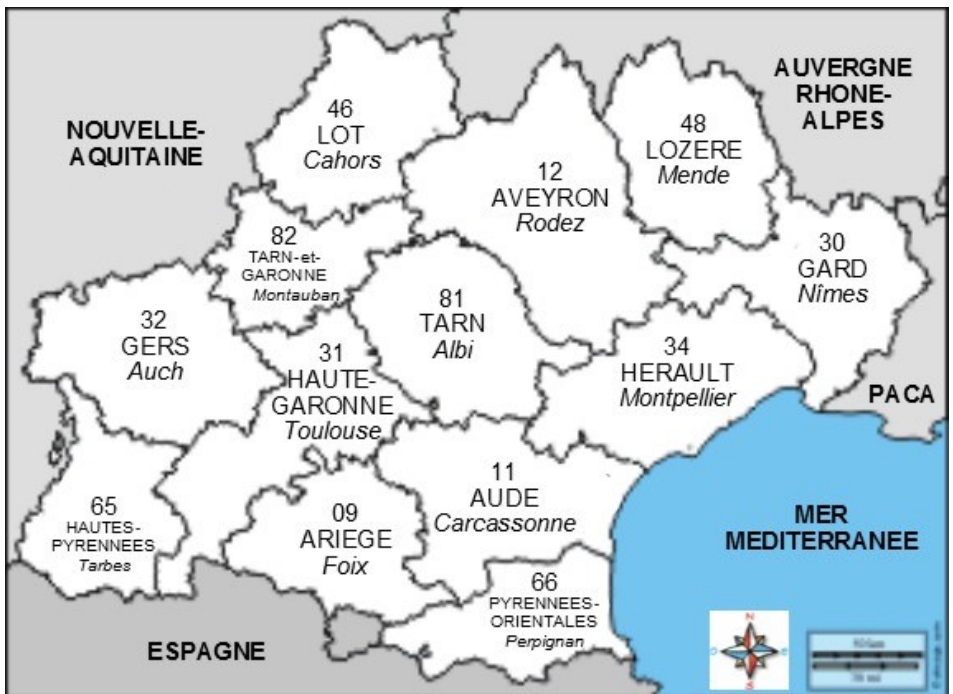 AUVERGNE
RHONE-
ALPES
NOUVELLE-
AQUITAINE
46
LOT
Cahors
48
LOZERE
Mende
12
AVEYRON
Rodez
82
TARN-et-
GARONNE
Montauban
30
GARD
Nîmes
81
TARN
Albi
32
GERS
Auch
31
HAUTE-
GARONNE
Toulouse
34
HERAULT
Montpellier
PACA
11
AUDE
Carcassonne
65
HAUTES-
PYRENNEES
Tarbes
09
ARIEGE
Foix
MER
MEDITERRANEE
66
PYRENNEES-
ORIENTALES
Perpignan
ESPAGNE
N
O
E
S